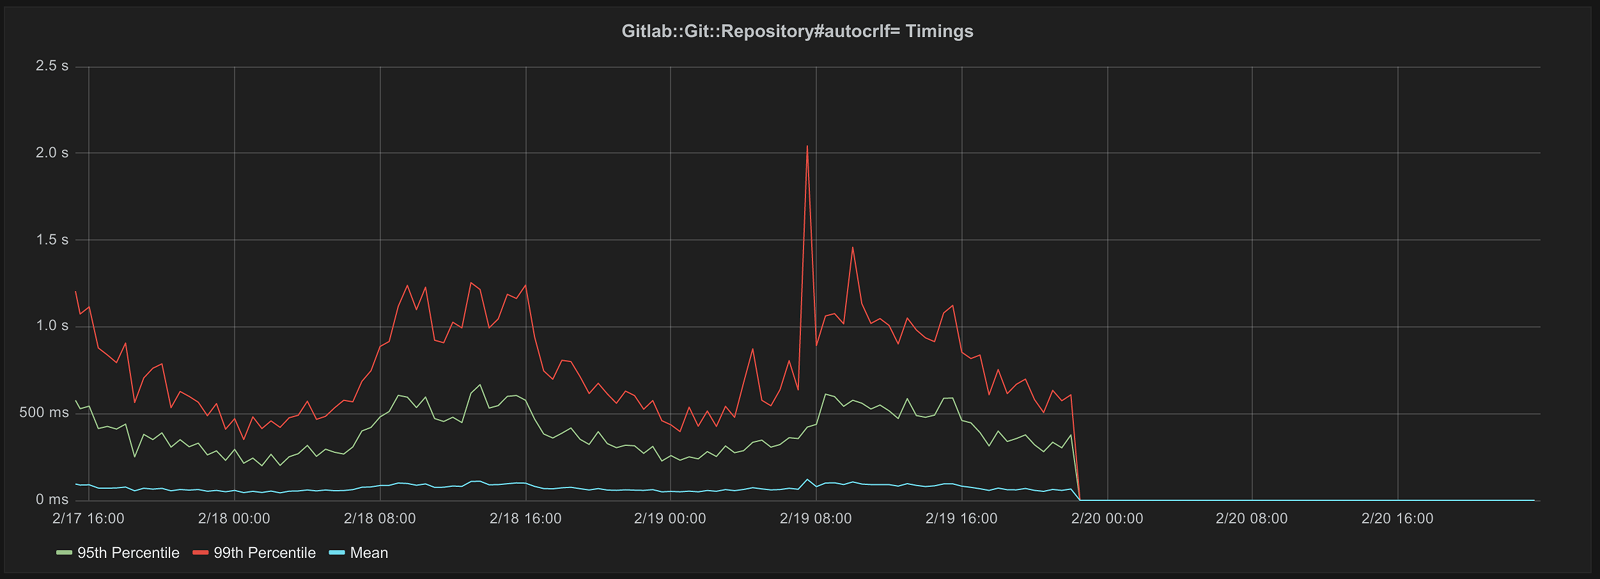 Gitlab::Git::Repository#autocrlf= Timings
2.5 s
2.0 s
1.5 s
1.0 s
500 ms
0 ms
2/17 16:00 2/18 00:00 2/18 08:00 2/18 16:00 2/19 00:00 2/19 08:00 2/19 16:00 2/20 00:00 2/20 08:00 2/20 16:00
95th Percentile 99th Percentile Mean